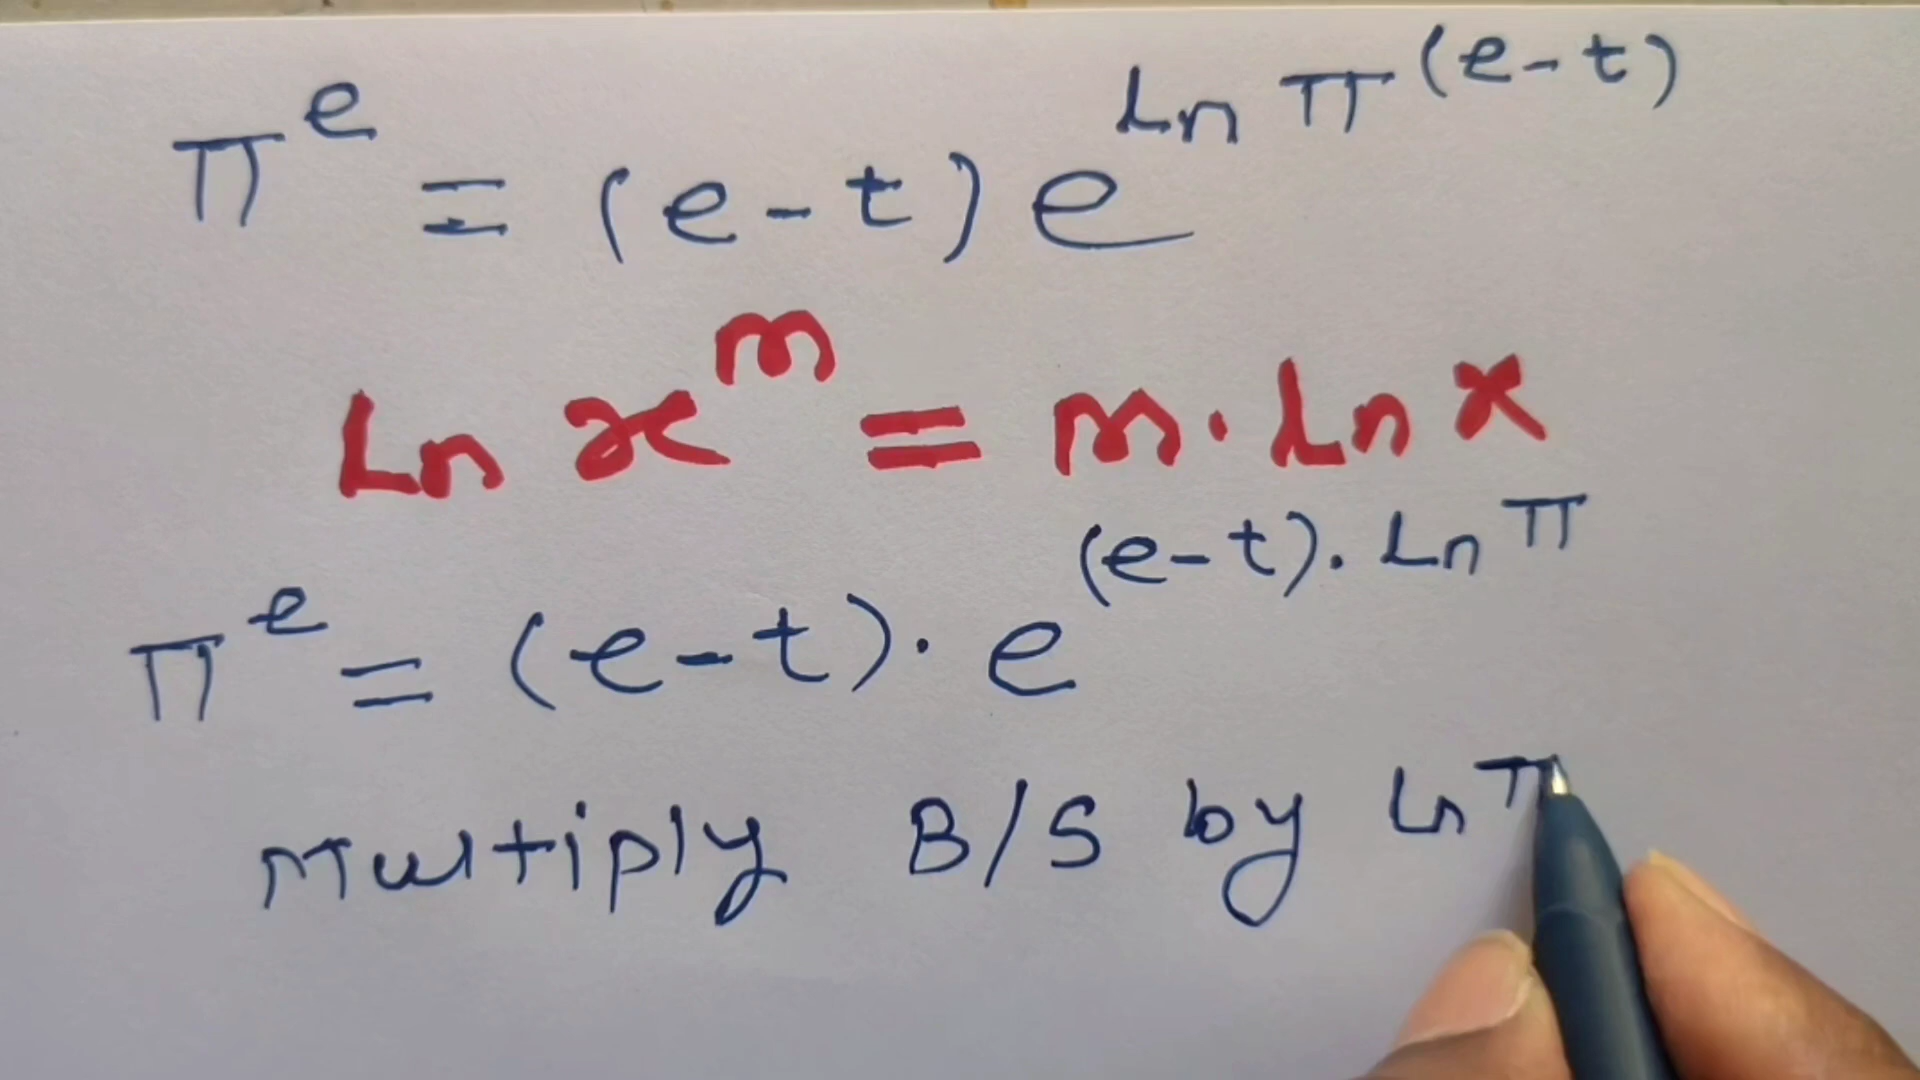 π^e = (e-t) e^(Ln π^(e-t))
Ln x^m = m · Ln x
π^e = (e-t) · e^((e-t) · Ln π)
Multiply B/S by Ln π